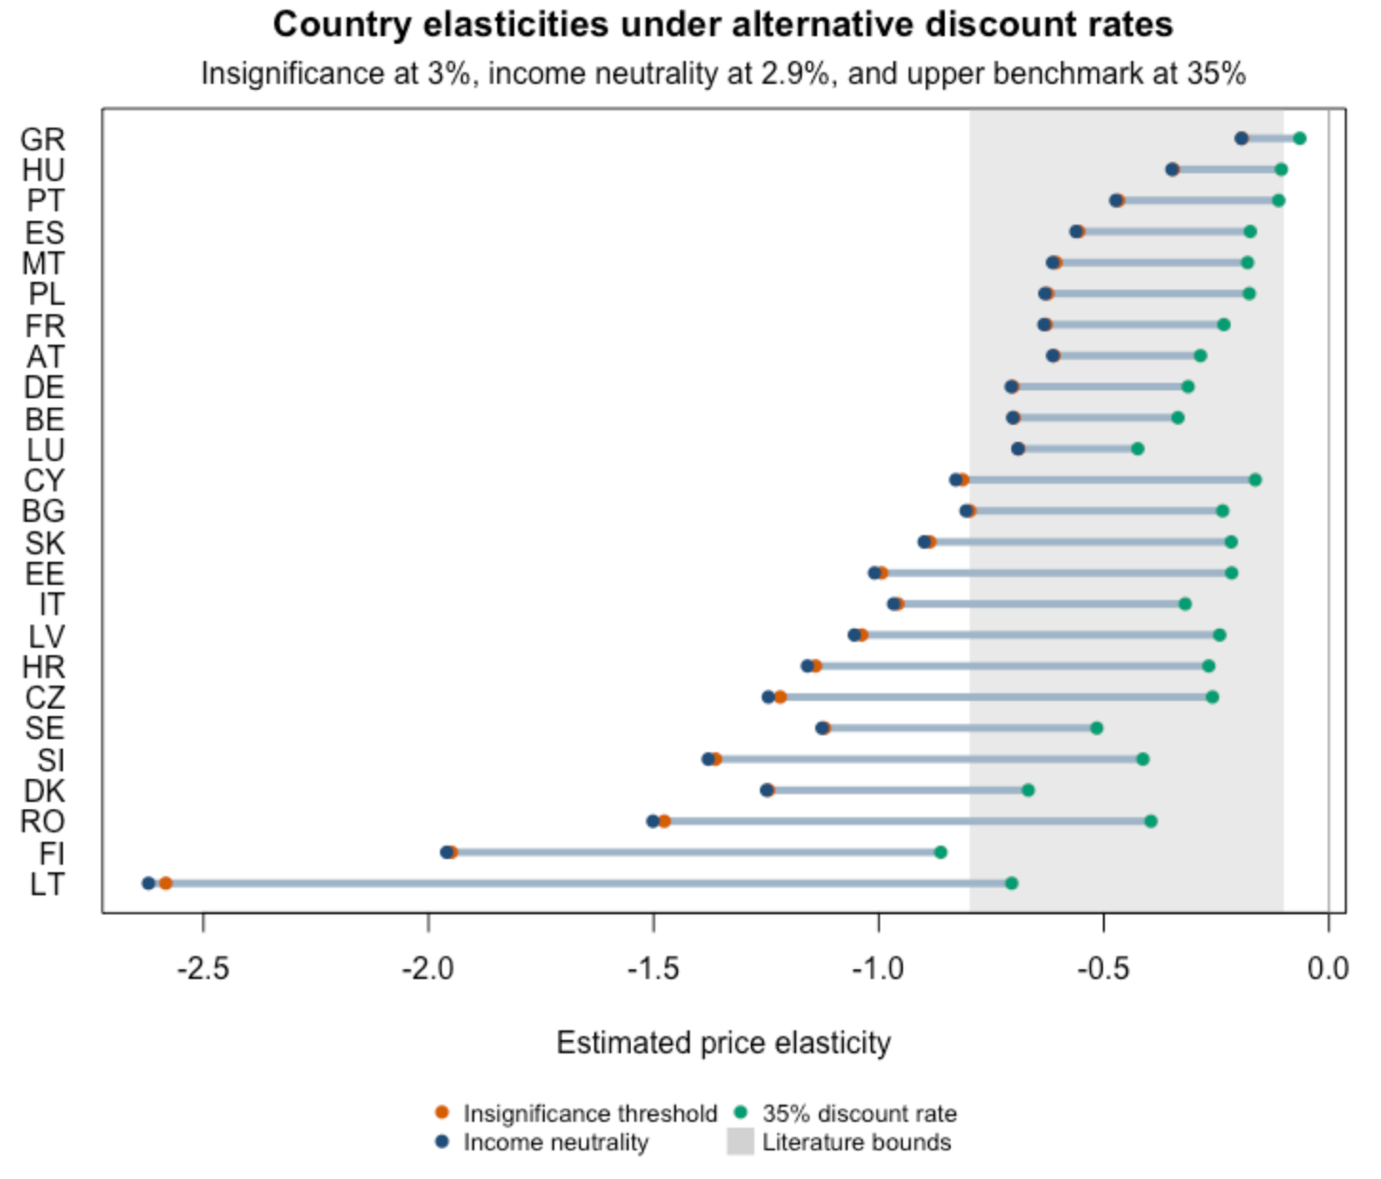 Country elasticities under alternative discount rates
Insignificance at 3%, income neutrality at 2.9%, and upper benchmark at 35%
GR
HU
PT
ES
MT
PL
FR
AT
DE
BE
LU
CY
BG
SK
EE
IT
LV
HR
CZ
SE
SI
DK
RO
FI
LT
-2.5 -2.0 -1.5 -1.0 -0.5 0.0
Estimated price elasticity
Insignificance threshold 35% discount rate
Income neutrality Literature bounds